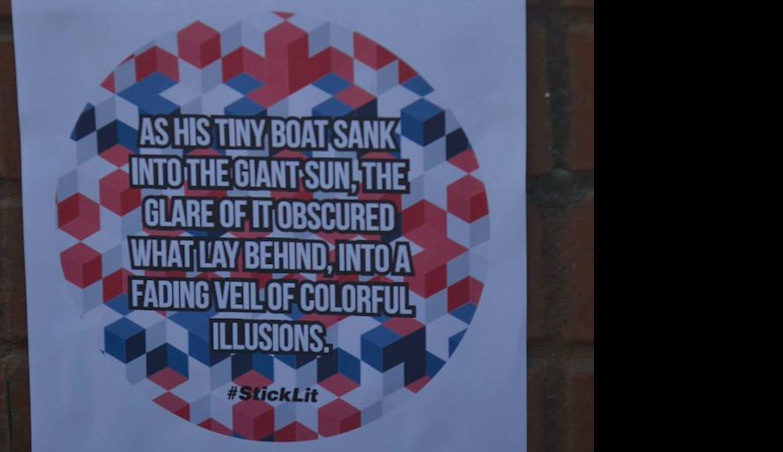 AS HIS TINY BOAT SANK
INTO THE GIANT SUN, THE
GLARE OF IT OBSCURED
WHAT LAY BEHIND, INTO A
FADING VEIL OF COLORFUL
ILLUSIONS.
#StickLit